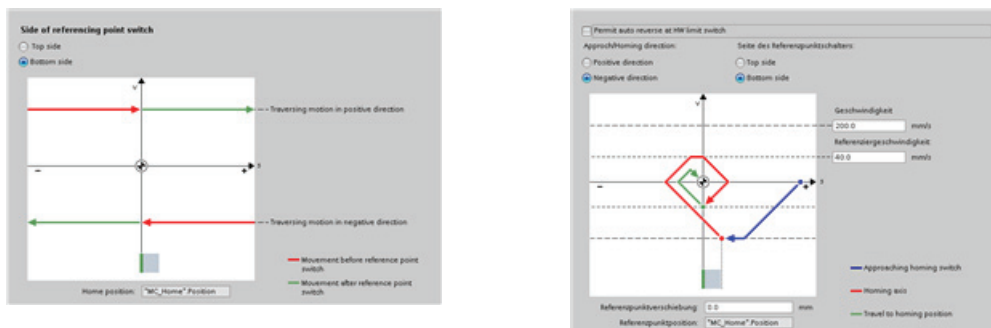 Side of referencing point switch
Top side
Bottom side
v
Traversing motion in positive direction
x
-
+
Traversing motion in negative direction
Movement before reference point
switch
Movement after reference point
switch
Home position: "MC_Home".Position
Permit auto reverse at HW limit switch
Approch/Homing direction:
Seite des Referenzpunktschalters:
Positive direction
Top side
Negative direction
Bottom side
v
Geschwindigkeit
200.0 mm/s
Referenziergeschwindigkeit
40.0 mm/s
x
-
+
Approaching homing switch
Homing axis
Travel to homing position
Referenzpunktverschiebung: 0.0 mm
Referenzpunktposition: "MC_Home".Position